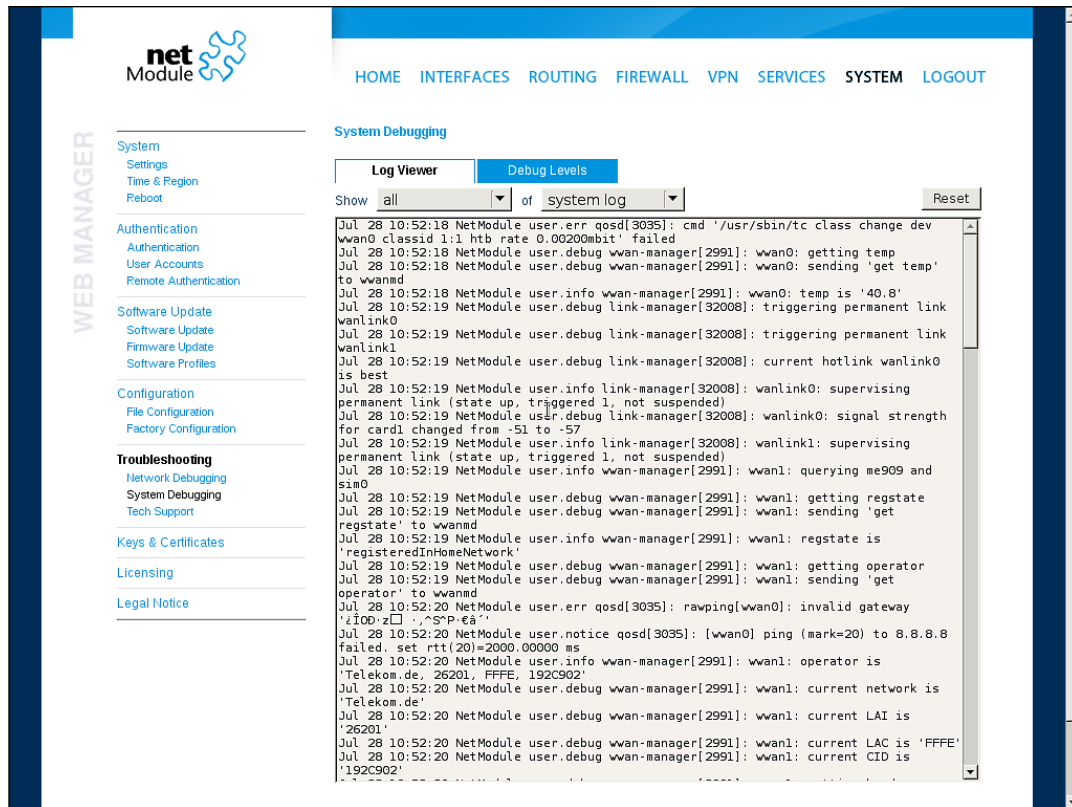 net
Module
HOME INTERFACES ROUTING FIREWALL VPN SERVICES SYSTEM LOGOUT
WEB MANAGER
System
Settings
Time & Region
Reboot
Authentication
Authentication
User Accounts
Remote Authentication
Software Update
Software Update
Firmware Update
Software Profiles
Configuration
File Configuration
Factory Configuration
Troubleshooting
Network Debugging
System Debugging
Tech Support
Keys & Certificates
Licensing
Legal Notice
System Debugging
Log Viewer Debug Levels
Show all of system log Reset
Jul 28 10:52:18 NetModule user.err qosd[3035]: cmd '/usr/sbin/tc class change dev
wwan0 classid 1:1 htb rate 0.00200mbit' failed
Jul 28 10:52:18 NetModule user.debug wwan-manager[2991]: wwan0: getting temp
Jul 28 10:52:18 NetModule user.debug wwan-manager[2991]: wwan0: sending 'get temp'
to wwanmd
Jul 28 10:52:18 NetModule user.info wwan-manager[2991]: wwan0: temp is '40.8'
Jul 28 10:52:19 NetModule user.debug link-manager[32008]: triggering permanent link
wanlink0
Jul 28 10:52:19 NetModule user.debug link-manager[32008]: triggering permanent link
wanlink1
Jul 28 10:52:19 NetModule user.debug link-manager[32008]: current hotlink wanlink0
is best
Jul 28 10:52:19 NetModule user.info link-manager[32008]: wanlink0: supervising
permanent link (state up, triggered 1, not suspended)
Jul 28 10:52:19 NetModule user.debug link-manager[32008]: wanlink0: signal strength
for card1 changed from -51 to -57
Jul 28 10:52:19 NetModule user.info link-manager[32008]: wanlink1: supervising
permanent link (state up, triggered 1, not suspended)
Jul 28 10:52:19 NetModule user.info wwan-manager[2991]: wwan1: querying me909 and
sim0
Jul 28 10:52:19 NetModule user.debug wwan-manager[2991]: wwan1: getting regstate
Jul 28 10:52:19 NetModule user.debug wwan-manager[2991]: wwan1: sending 'get
regstate' to wwanmd
Jul 28 10:52:19 NetModule user.info wwan-manager[2991]: wwan1: regstate is
'registeredInHomeNetwork'
Jul 28 10:52:19 NetModule user.debug wwan-manager[2991]: wwan1: getting operator
Jul 28 10:52:19 NetModule user.debug wwan-manager[2991]: wwan1: sending 'get
operator' to wwanmd
Jul 28 10:52:20 NetModule user.err qosd[3035]: rawping[wwan0]: invalid gateway
Jul 28 10:52:20 NetModule user.notice qosd[3035]: [wwan0] ping (mark=20) to 8.8.8.8
failed. set rtt(20)=2000.00000 ms
Jul 28 10:52:20 NetModule user.info wwan-manager[2991]: wwan1: operator is
'Telekom.de, 26201, FFFE, 192C902'
Jul 28 10:52:20 NetModule user.debug wwan-manager[2991]: wwan1: current network is
'Telekom.de'
Jul 28 10:52:20 NetModule user.debug wwan-manager[2991]: wwan1: current LAI is
'26201'
Jul 28 10:52:20 NetModule user.debug wwan-manager[2991]: wwan1: current LAC is 'FFFE'
Jul 28 10:52:20 NetModule user.debug wwan-manager[2991]: wwan1: current CID is
'192C902'